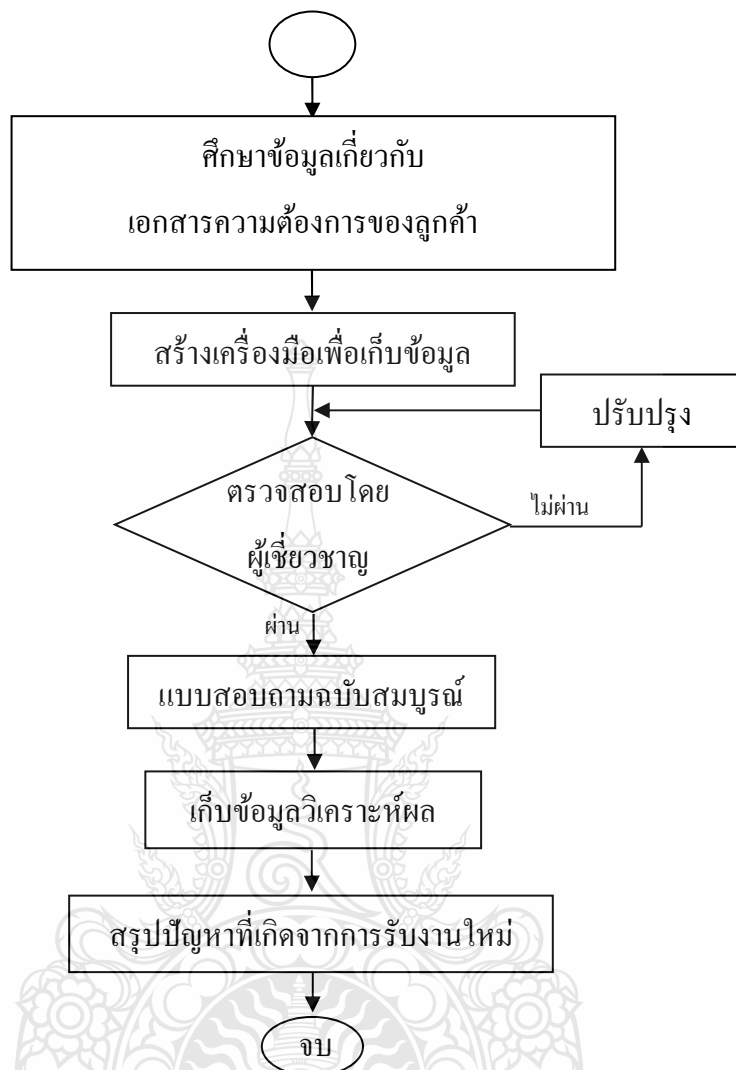 ศึกษาข้อมูลเกี่ยวกับ
เอกสารความต้องการของลูกค้า
สร้างเครื่องมือเพื่อเก็บข้อมูล
ปรับปรุง
ตรวจสอบโดย
ผู้เชี่ยวชาญ
ไม่ผ่าน
ผ่าน
แบบสอบถามฉบับสมบูรณ์
เก็บข้อมูลวิเคราะห์ผล
สรุปปัญหาที่เกิดจากการรับงานใหม่
จบ